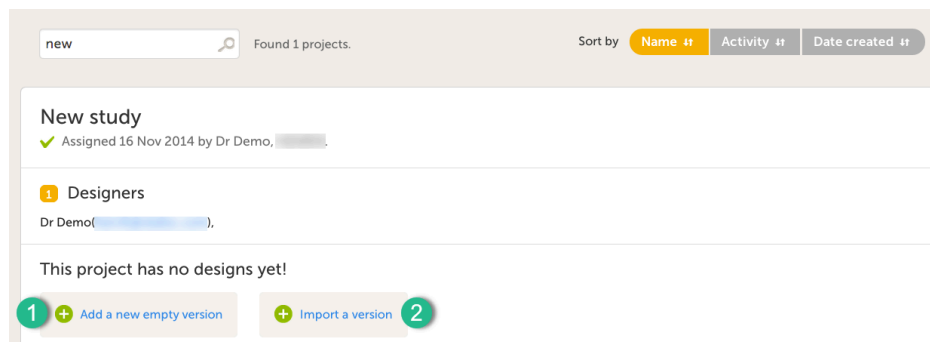 new Found 1 projects. Sort by Name Activity Date created
New study
Assigned 16 Nov 2014 by Dr Demo, .
1 Designers
Dr Demo( ),
This project has no designs yet!
1 Add a new empty version Import a version 2